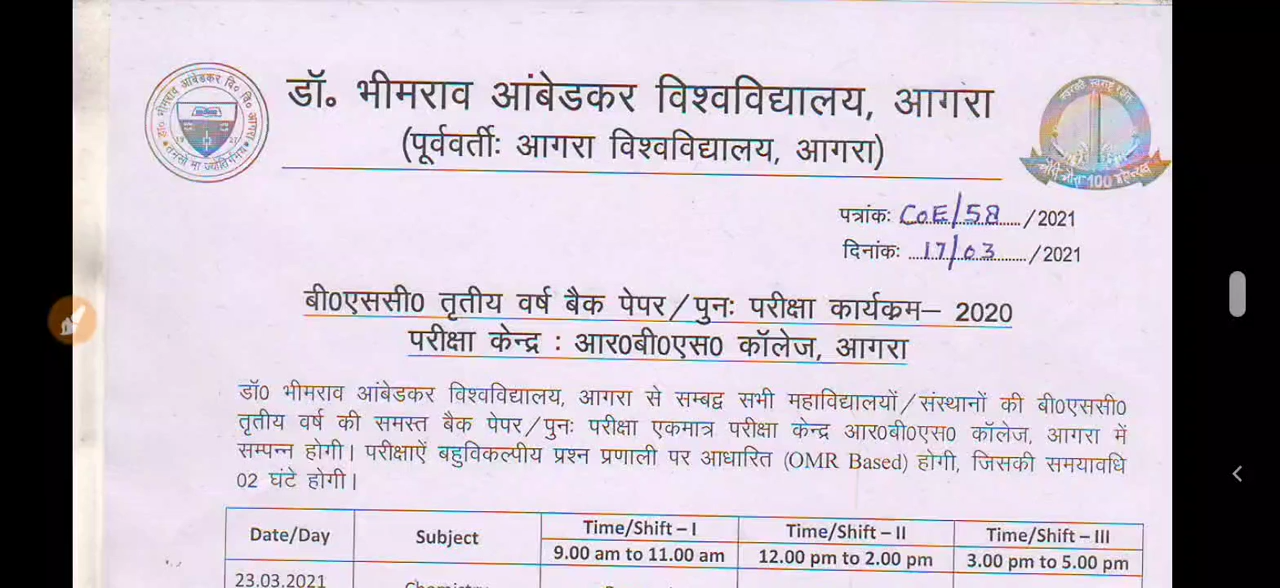 डॉ० भीमराव आंबेडकर विश्वविद्यालय, आगरा
(पूर्ववर्तीः आगरा विश्वविद्यालय, आगरा)
पत्रांकः CoE/58 /2021
दिनांकः 17/03 /2021
बी0एससी0 तृतीय वर्ष बैक पेपर/पुनः परीक्षा कार्यकम– 2020
परीक्षा केन्द्र : आर0बी0एस0 कॉलेज, आगरा
डॉ0 भीमराव आंबेडकर विश्वविद्यालय, आगरा से सम्बद्व सभी महाविद्यालयों/संस्थानों की बी0एससी0
तृतीय वर्ष की समस्त बैक पेपर/पुनः परीक्षा एकमात्र परीक्षा केन्द्र आर0बी0एस0 कॉलेज, आगरा में
सम्पन्न होगी। परीक्षाऐं बहुविकल्पीय प्रश्न प्रणाली पर आधारित (OMR Based) होगी, जिसकी समयावधि
02 घंटे होगी।
Date/Day Subject Time/Shift – I Time/Shift – II Time/Shift – III
9.00 am to 11.00 am 12.00 pm to 2.00 pm 3.00 pm to 5.00 pm
23.03.2021 Chemistry